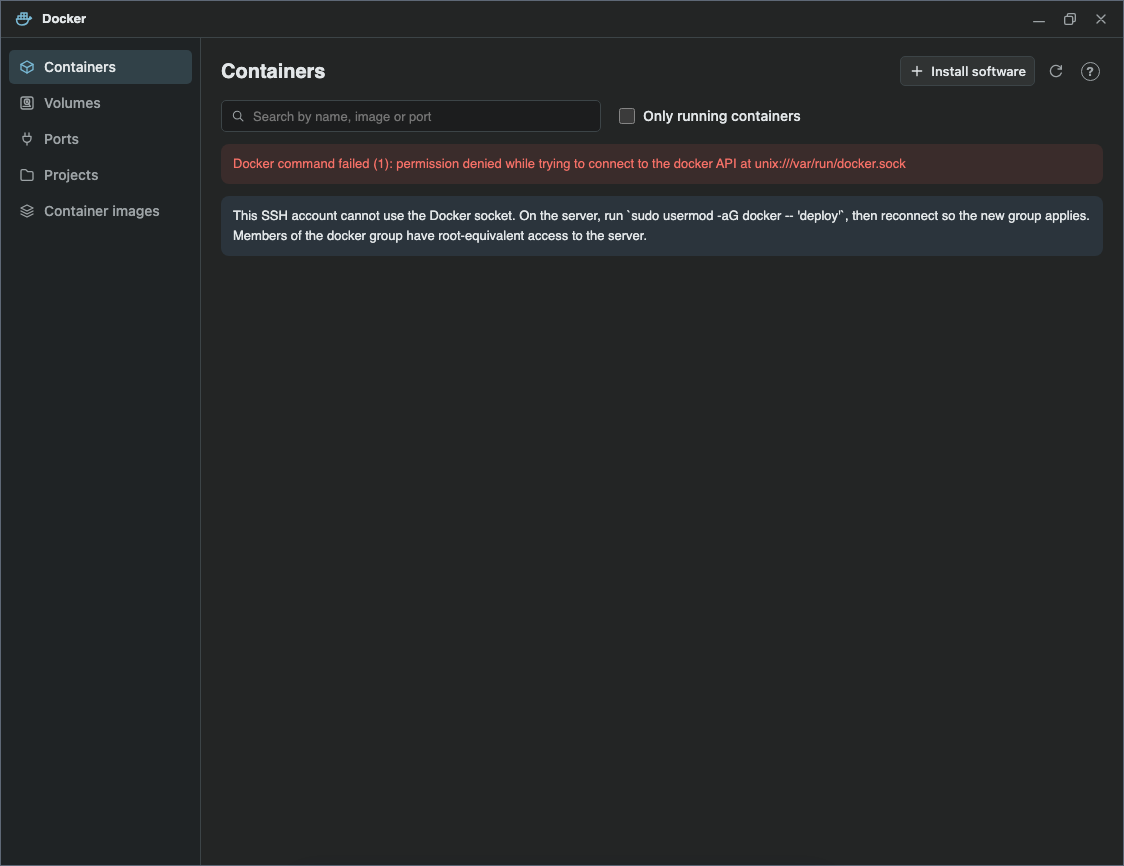 Docker
Containers
Volumes
Ports
Projects
Container images
Containers
Install software
?
Search by name, image or port
Only running containers
Docker command failed (1): permission denied while trying to connect to the docker API at unix:///var/run/docker.sock
This SSH account cannot use the Docker socket. On the server, run `sudo usermod -aG docker -- 'deploy'`, then reconnect so the new group applies.
Members of the docker group have root-equivalent access to the server.